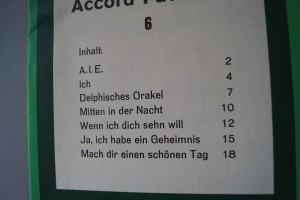 Accord
6
Inhalt:
A.I.E. 2
Ich 4
Delphisches Orakel 7
Mitten in der Nacht 10
Wenn ich dich sehn will 12
Ja, ich habe ein Geheimnis 15
Mach dir einen schönen Tag 18